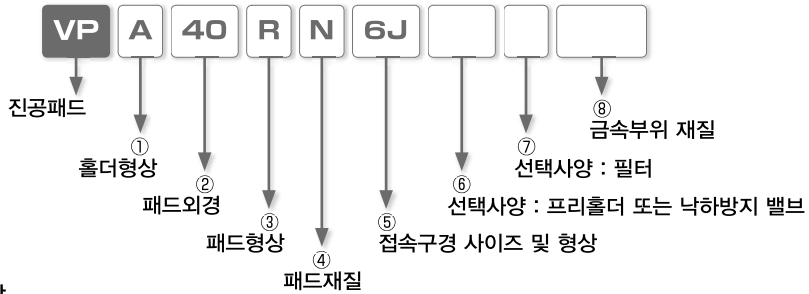 VP A 40 R N 6J
진공패드
⑧
금속부위 재질
①
홀더형상
⑦
선택사양 : 필터
②
패드외경
⑥
선택사양 : 프리홀더 또는 낙하방지 밸브
③
패드형상
⑤
접속구경 사이즈 및 형상
④
패드재질